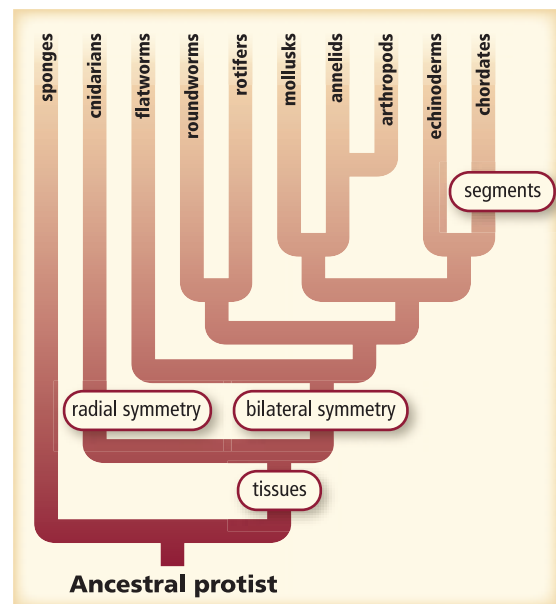 sponges
cnidarians
flatworms
roundworms
rotifers
mollusks
annelids
arthropods
echinoderms
chordates
segments
radial symmetry
bilateral symmetry
tissues
Ancestral protist